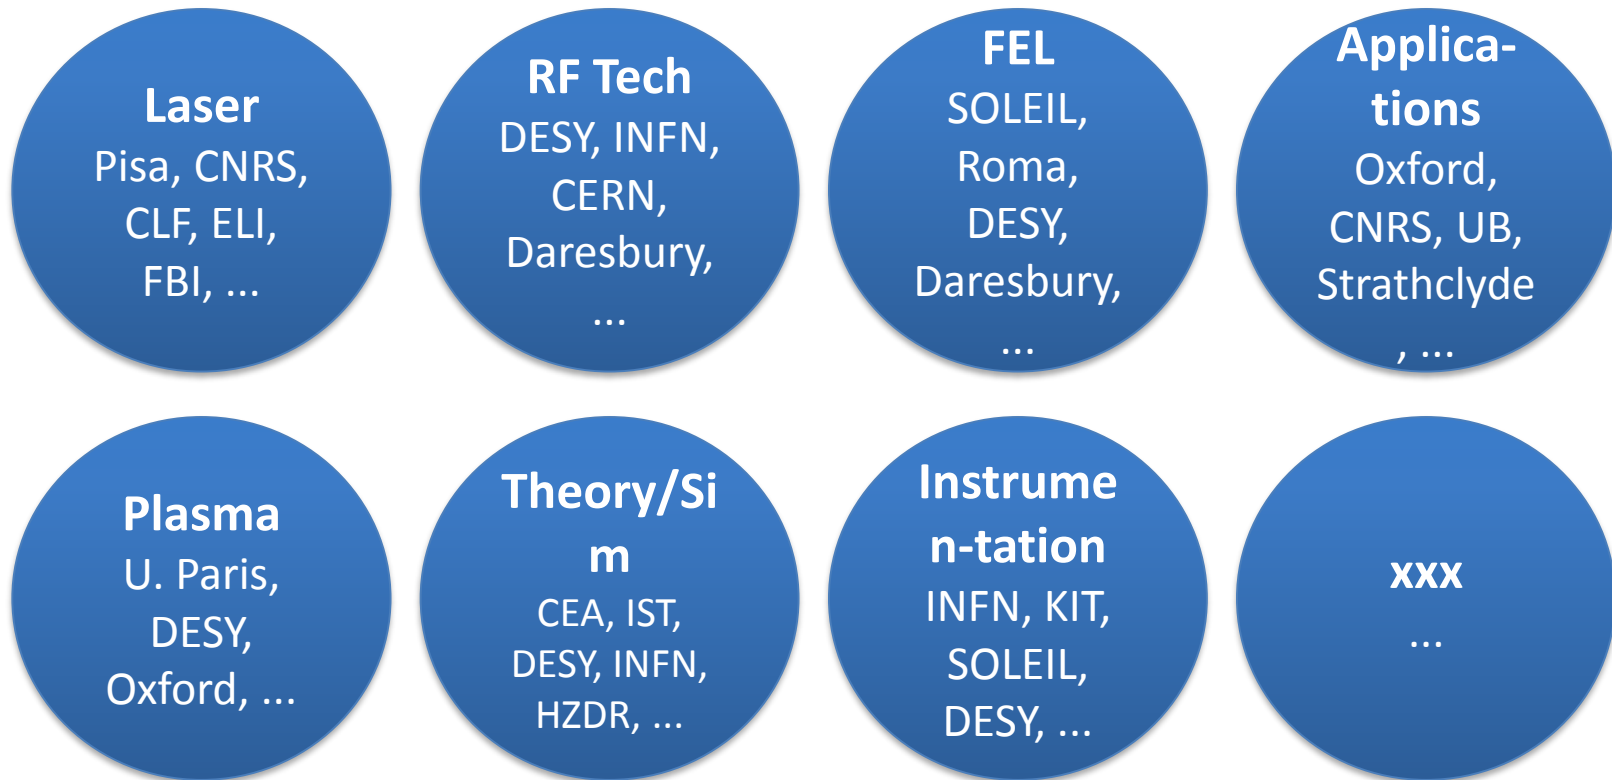 Laser
Pisa, CNRS,
CLF, ELI,
FBI, ...
RF Tech
DESY, INFN,
CERN,
Daresbury,
...
FEL
SOLEIL,
Roma,
DESY,
Daresbury,
...
Applica-
tions
Oxford,
CNRS, UB,
Strathclyde
, ...
Plasma
U. Paris,
DESY,
Oxford, ...
Theory/Si
m
CEA, IST,
DESY, INFN,
HZDR, ...
Instrume
n-tation
INFN, KIT,
SOLEIL,
DESY, ...
xxx
...